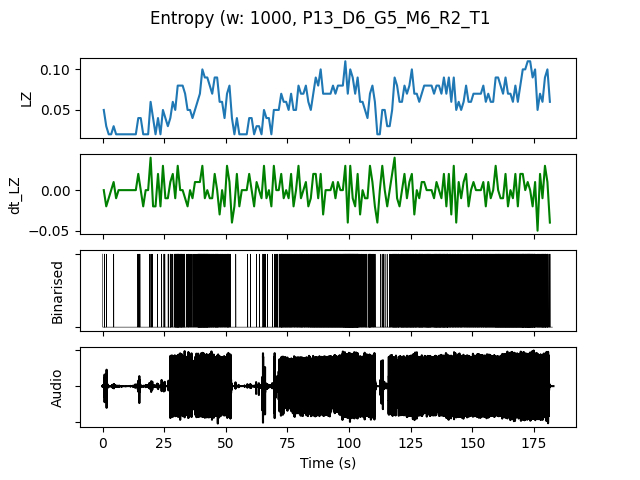 Entropy (w: 1000, P13_D6_G5_M6_R2_T1
0.10
0.05
LZ
0.00
−0.05
dt_LZ
Binarised
Audio
0 25 50 75 100 125 150 175
Time (s)